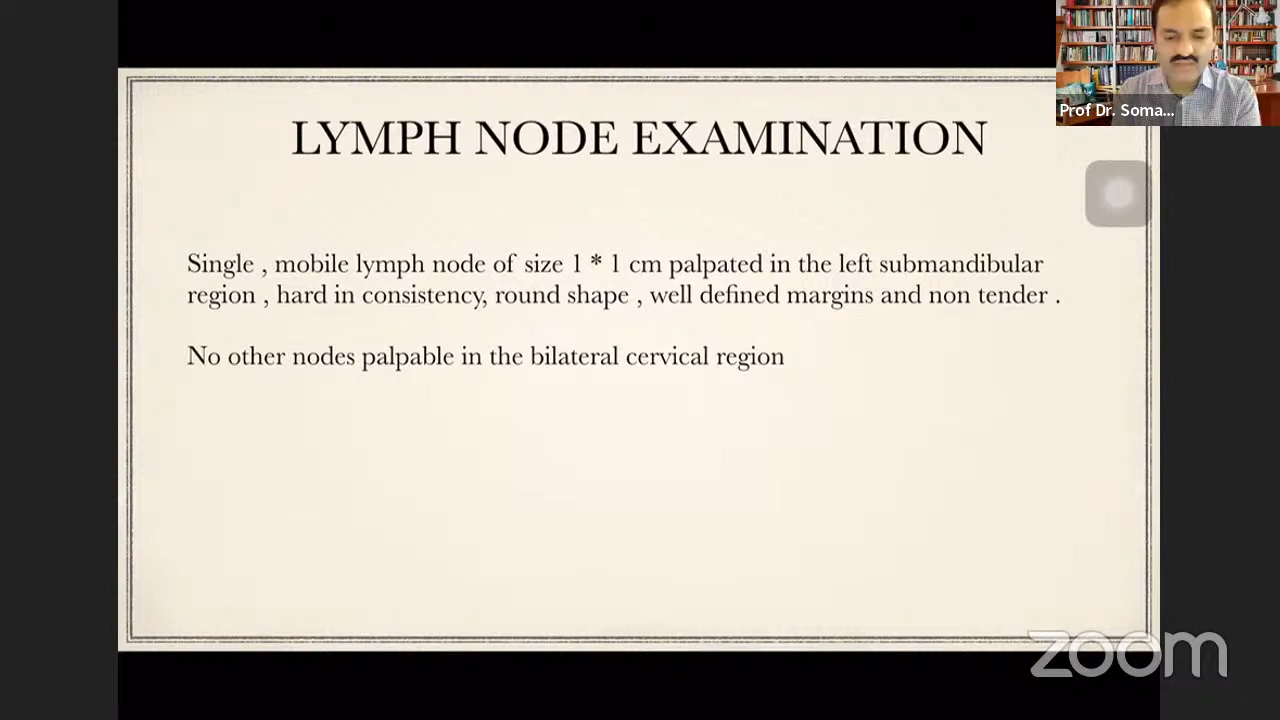 Prof Dr. Soma...
LYMPH NODE EXAMINATION
Single , mobile lymph node of size 1 * 1 cm palpated in the left submandibular
region , hard in consistency, round shape , well defined margins and non tender .
No other nodes palpable in the bilateral cervical region
zoom